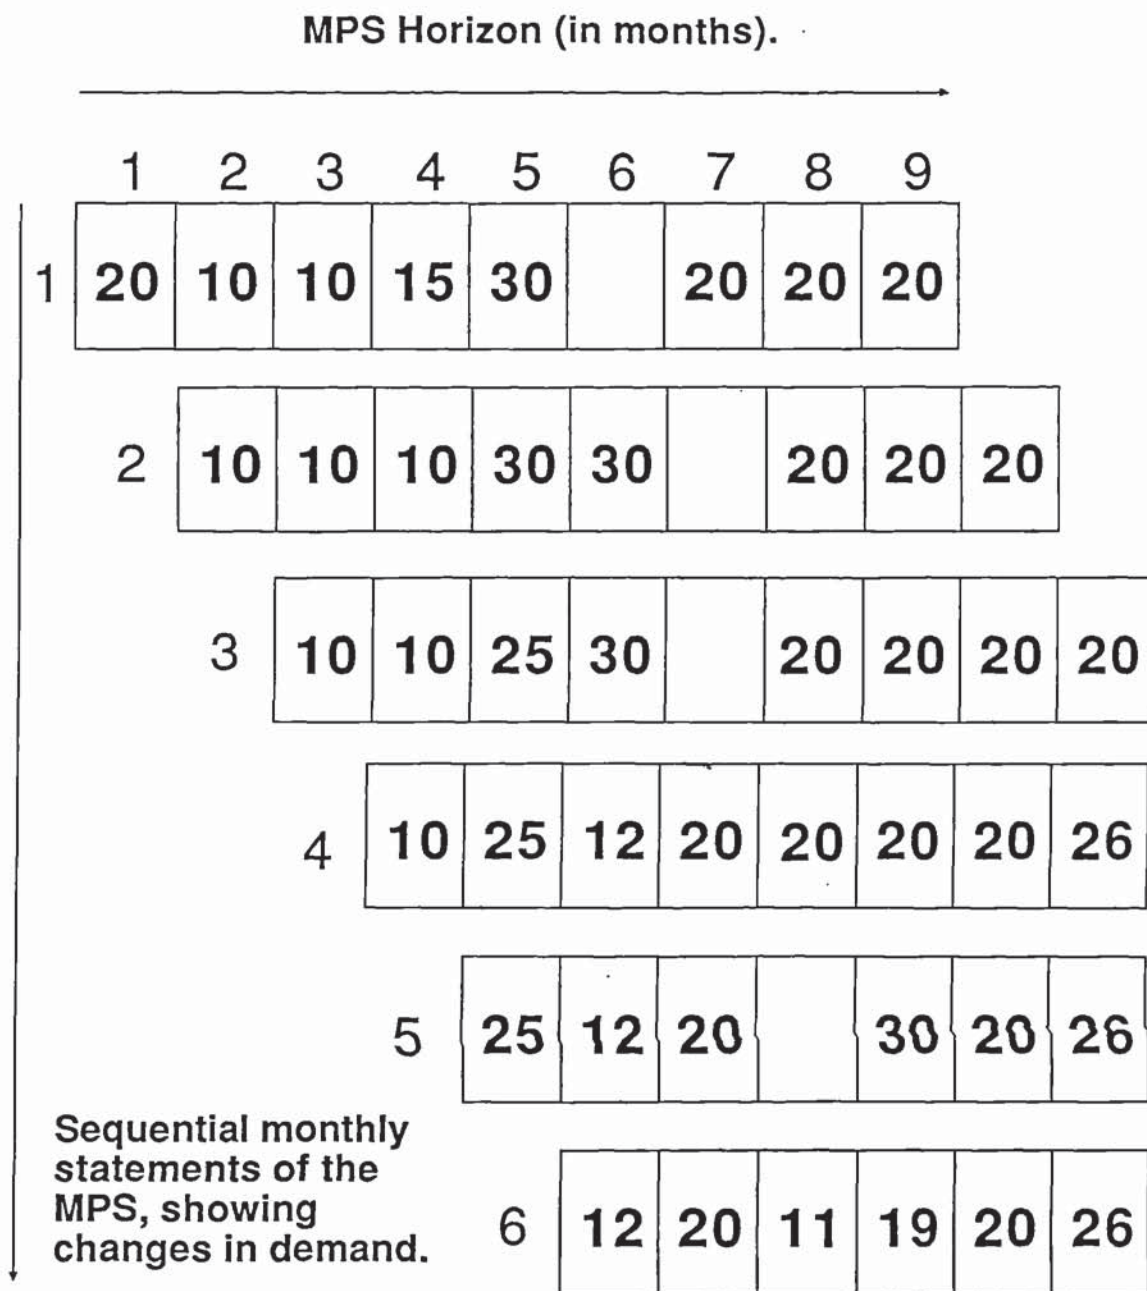 MPS Horizon (in months).
1 2 3 4 5 6 7 8 9
1 20 10 10 15 30 20 20 20
2 10 10 10 30 30 20 20 20
3 10 10 25 30 20 20 20 20
4 10 25 12 20 20 20 20 26
5 25 12 20 30 20 26
Sequential monthly
statements of the
MPS, showing
changes in demand.
6 12 20 11 19 20 26